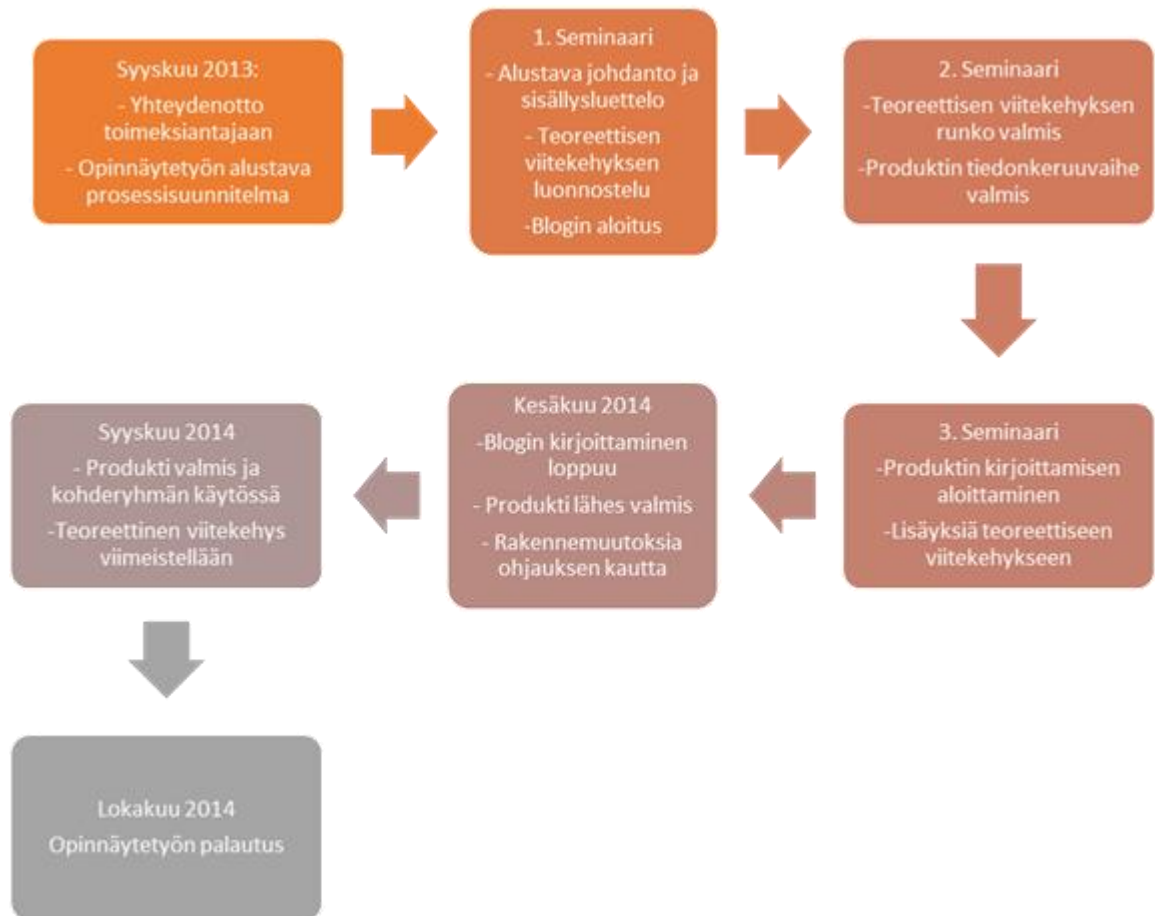 Syyskuu 2013:
- Yhteydenotto
toimeksiantajaan
- Opinnäytetyön alustava
prosessisuunnitelma
1. Seminaari
- Alustava johdanto ja
sisällysluettelo
- Teoreettisen
viitekehyksen
luonnostelu
-Blogin aloitus
2. Seminaari
-Teoreettisen viitekehyksen
runko valmis
-Produktin tiedonkeruuvaihe
valmis
3. Seminaari
-Produktin kirjoittamisen
aloittaminen
-Lisäyksiä teoreettiseen
viitekehykseen
Kesäkuu 2014
-Blogin kirjoittaminen
loppuu
- Produkti lähes valmis
- Rakennemuutoksia
ohjauksen kautta
Syyskuu 2014
- Produkti valmis ja
kohderyhmän käytössä
-Teoreettinen viitekehys
viimeistellään
Lokakuu 2014
Opinnäytetyön palautus